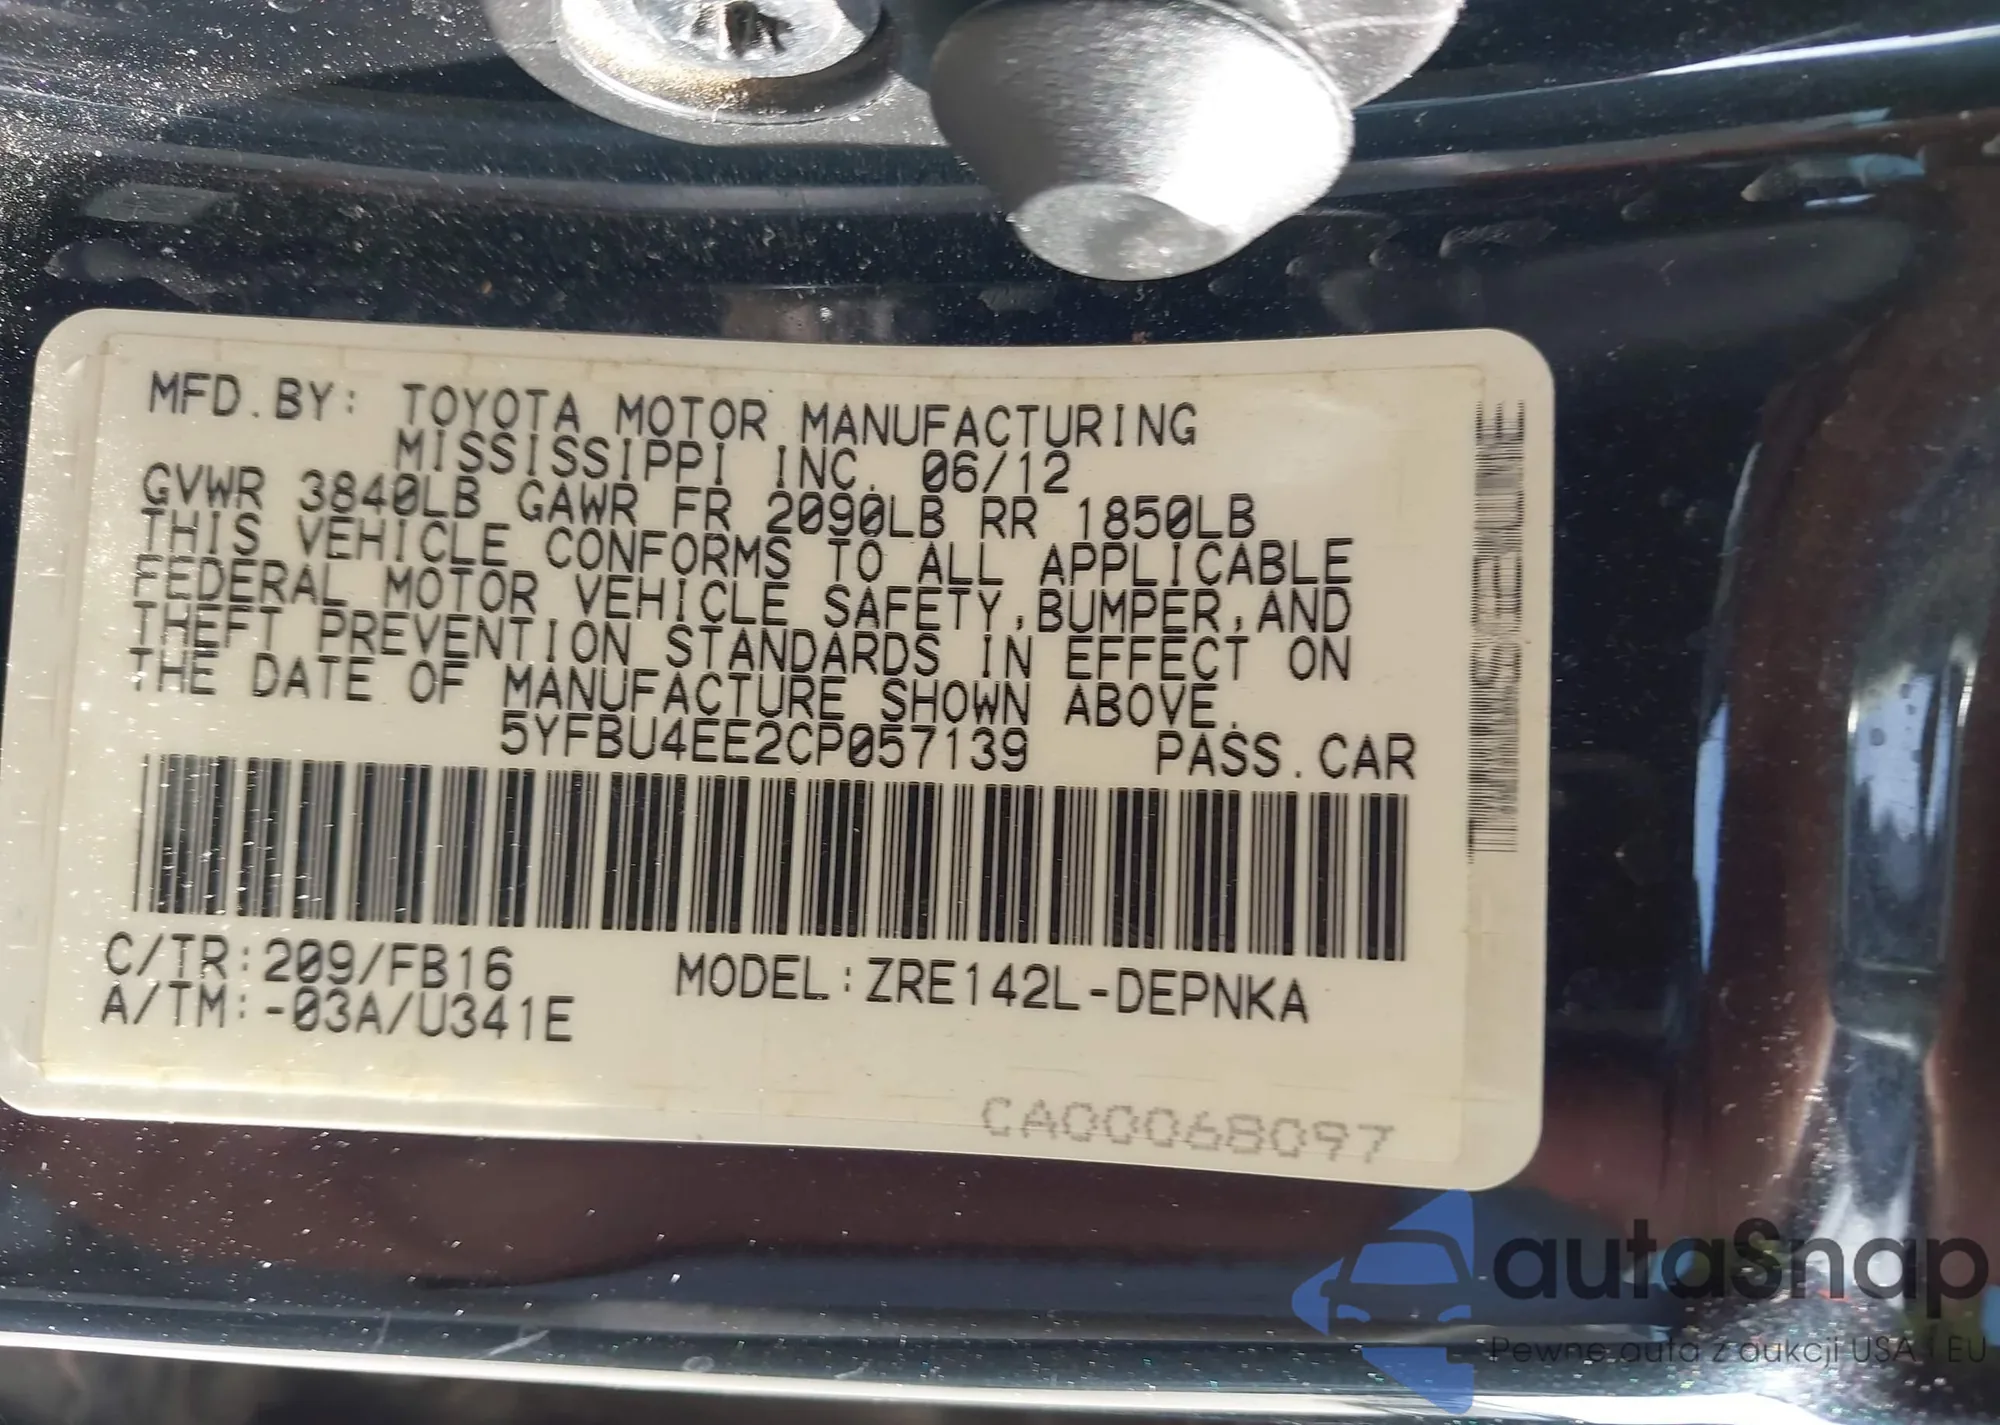 MFD.BY: TOYOTA MOTOR MANUFACTURING
MISSISSIPPI INC. 06/12
GVWR 3840LB GAWR FR 2090LB RR 1850LB
THIS VEHICLE CONFORMS TO ALL APPLICABLE
FEDERAL MOTOR VEHICLE SAFETY,BUMPER,AND
THEFT PREVENTION STANDARDS IN EFFECT ON
THE DATE OF MANUFACTURE SHOWN ABOVE.
5YFBU4EE2CP057139 PASS.CAR
C/TR:209/FB16 MODEL:ZRE142L-DEPNKA
A/TM:-03A/U341E
CA00068097
autasnap
Pewne auta z aukcji USA i EU